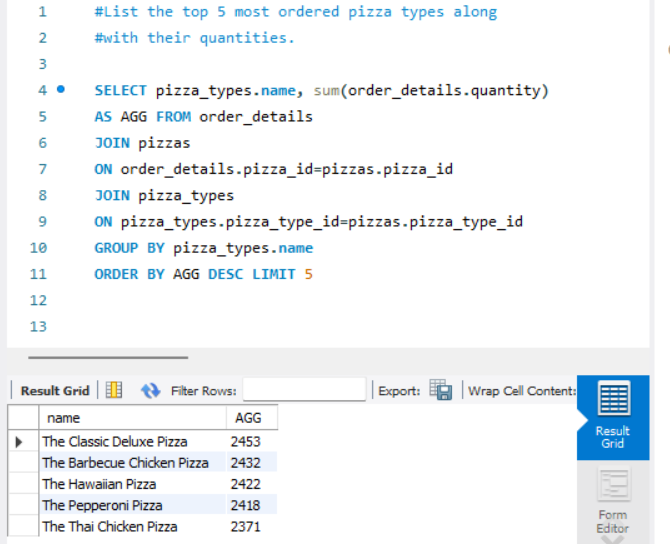 1 #List the top 5 most ordered pizza types along
2 #with their quantities.
3
4 SELECT pizza_types.name, sum(order_details.quantity)
5 AS AGG FROM order_details
6 JOIN pizzas
7 ON order_details.pizza_id=pizzas.pizza_id
8 JOIN pizza_types
9 ON pizza_types.pizza_type_id=pizzas.pizza_type_id
10 GROUP BY pizza_types.name
11 ORDER BY AGG DESC LIMIT 5
12
13
Result Grid Filter Rows: Export: Wrap Cell Content:
name AGG
The Classic Deluxe Pizza 2453
The Barbecue Chicken Pizza 2432
The Hawaiian Pizza 2422
The Pepperoni Pizza 2418
The Thai Chicken Pizza 2371
Result
Grid
Form
Editor